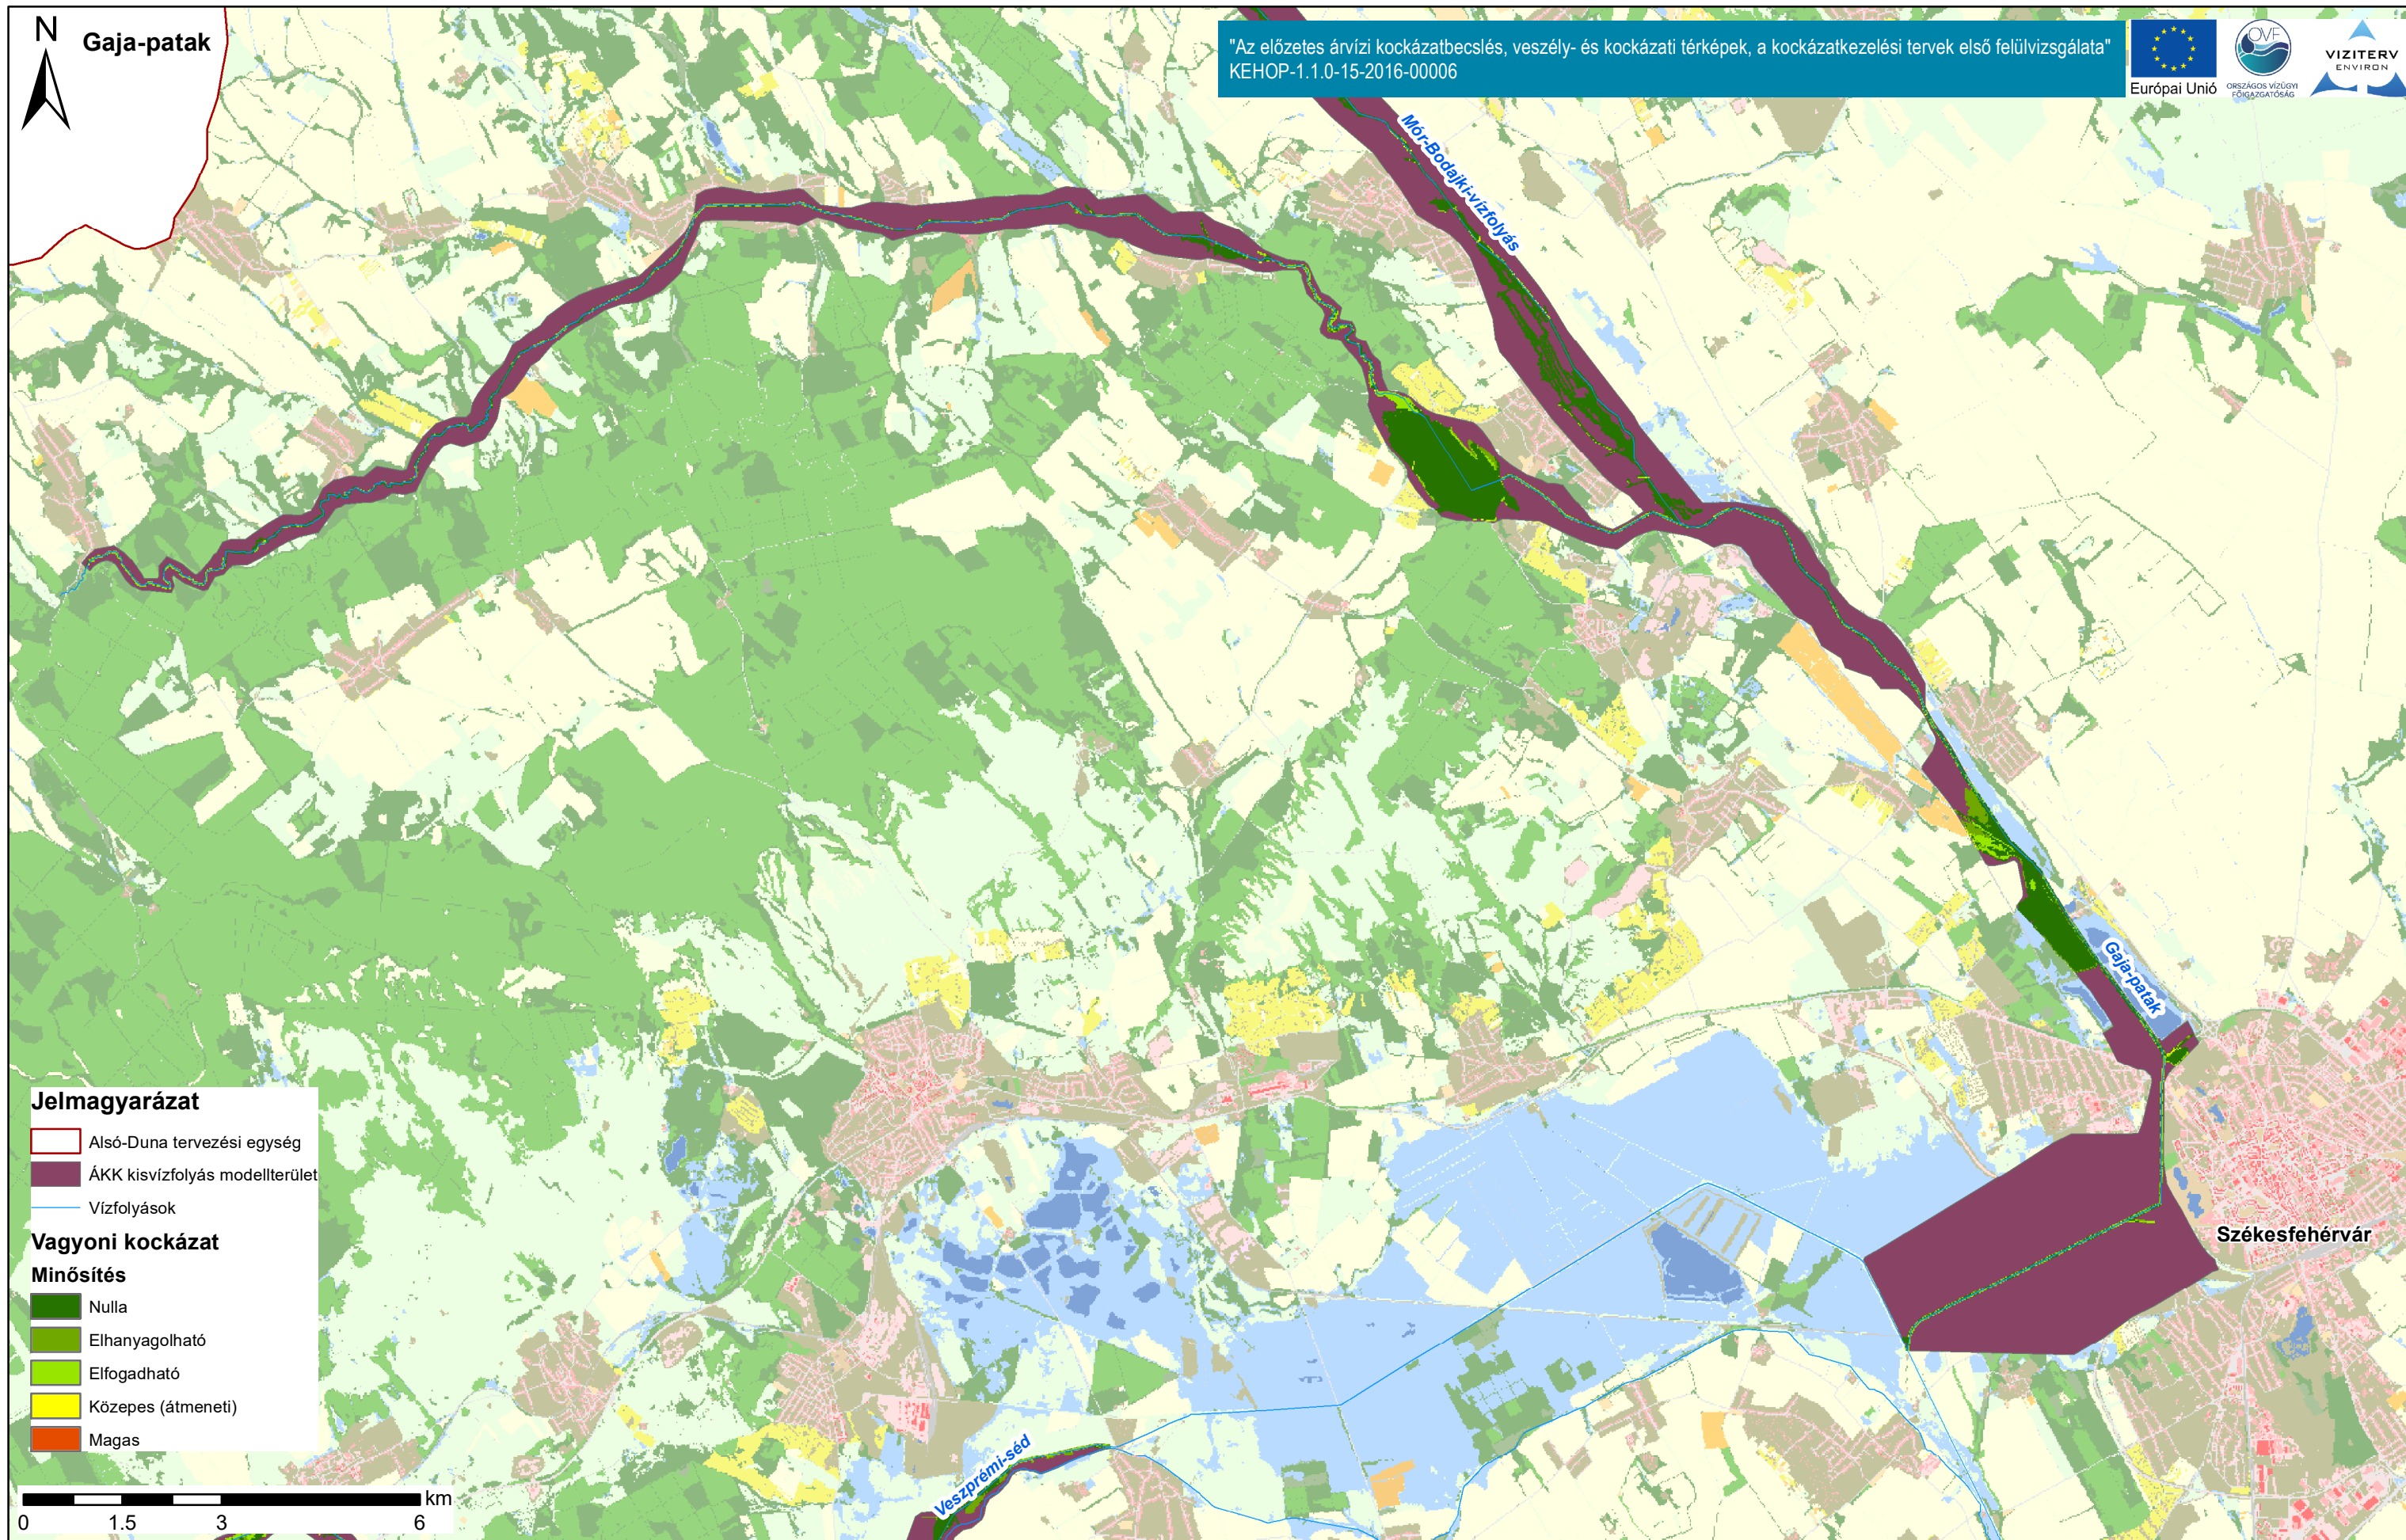 N
Gaja-patak
"Az előzetes árvízi kockázatbecslés, veszély- és kockázati térképek, a kockázatkezelési tervek első felülvizsgálata"
KEHOP-1.1.0-15-2016-00006
Európai Unió
OVF
ORSZÁGOS VÍZÜGYI
FŐIGAZGATÓSÁG
VIZITERV
ENVIRON
Mór-Bodajki-vízfolyás
Gaja-patak
Székesfehérvár
Veszprémi-séd
Jelmagyarázat
Alsó-Duna tervezési egység
ÁKK kisvízfolyás modellterület
Vízfolyások
Vagyoni kockázat
Minősítés
Nulla
Elhanyagolható
Elfogadható
Közepes (átmeneti)
Magas
km
0 1.5 3 6